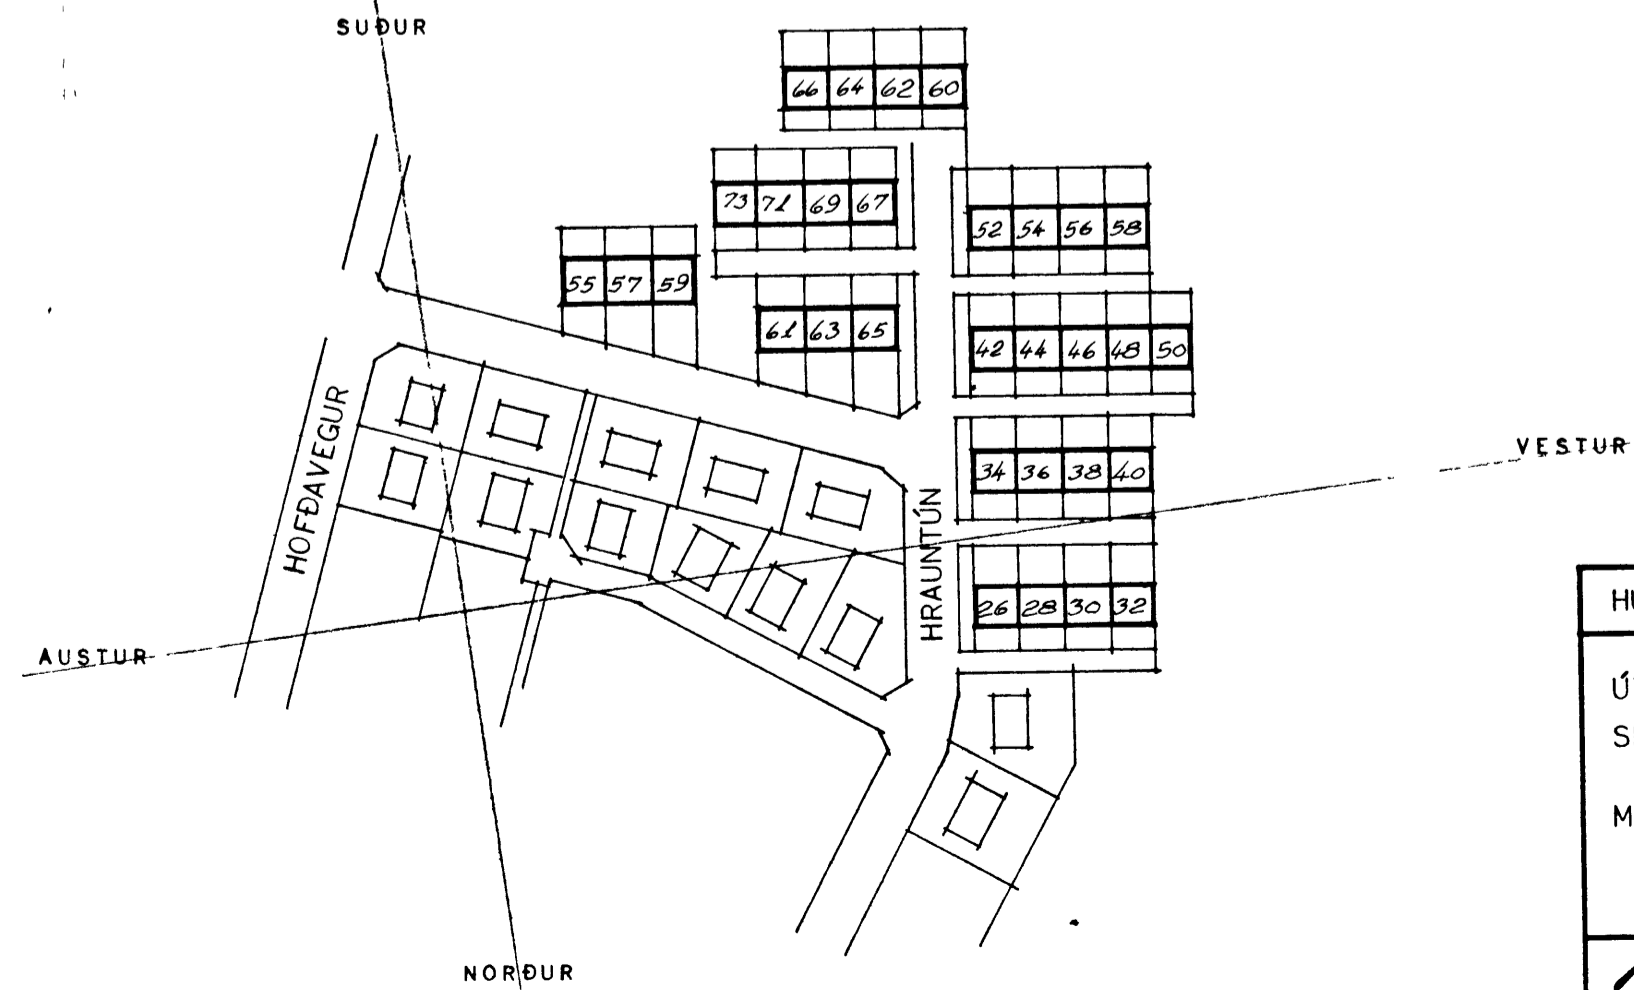 SUÐUR
66 64 62 60
73 71 69 67
52 54 56 58
55 57 59
61 63 65
42 44 46 48 50
HOFÐAVEGUR
VESTUR
34 36 38 40
HRAUNTÚN
26 28 30 32
AUSTUR
NORÐUR